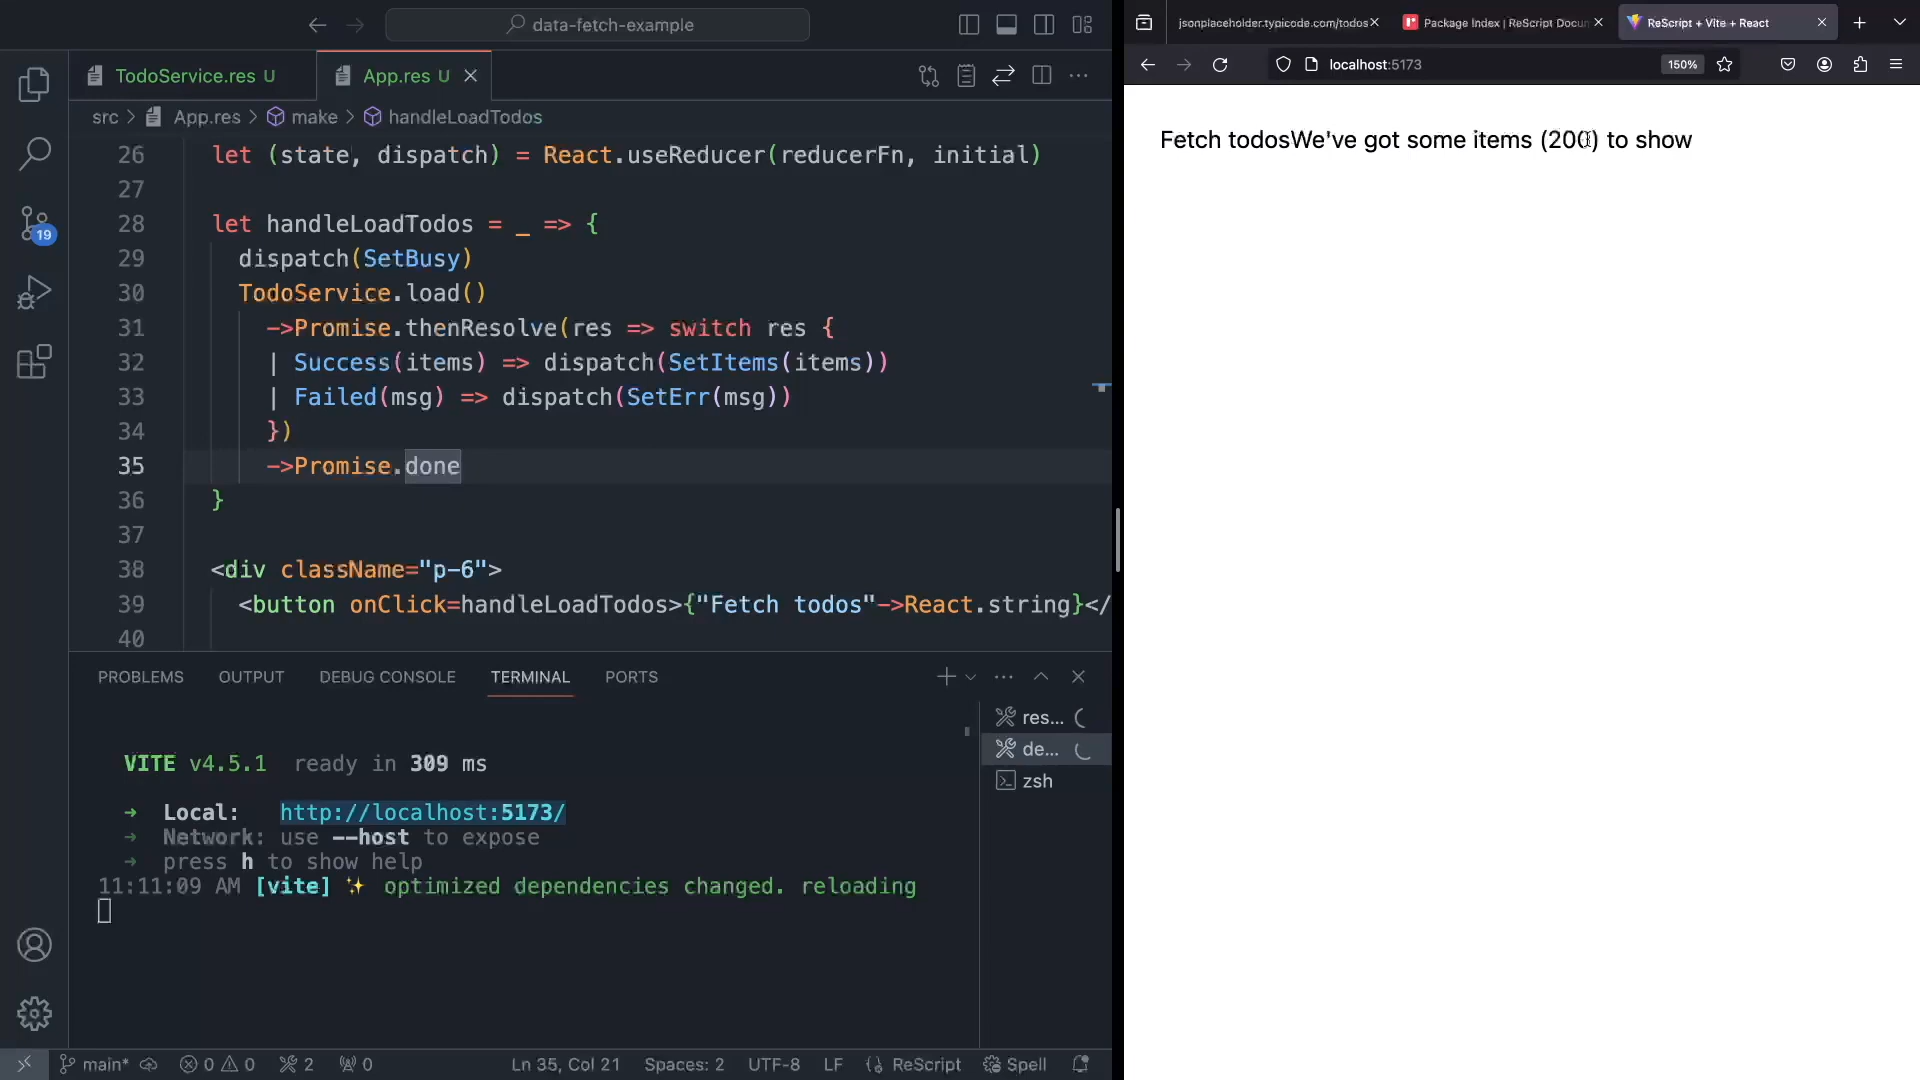 data-fetch-example
TodoService.res U
App.res U
src > App.res > make > handleLoadTodos
26 let (state, dispatch) = React.useReducer(reducerFn, initial)
27
28 let handleLoadTodos = _ => {
29 dispatch(SetBusy)
30 TodoService.load()
31 ->Promise.thenResolve(res => switch res {
32 | Success(items) => dispatch(SetItems(items))
33 | Failed(msg) => dispatch(SetErr(msg))
34 })
35 ->Promise.done
36 }
37
38 <div className="p-6">
39 <button onClick=handleLoadTodos>{"Fetch todos"->React.string}</
40
19
PROBLEMS OUTPUT DEBUG CONSOLE TERMINAL PORTS
VITE v4.5.1 ready in 309 ms
➜ Local: http://localhost:5173/
➜ Network: use --host to expose
➜ press h to show help
11:11:09 AM [vite] ✨ optimized dependencies changed. reloading
res...
de...
zsh
main* 0 0 2 0 Ln 35, Col 21 Spaces: 2 UTF-8 LF ReScript Spell
jsonplaceholder.typicode.com/todos
Package Index | ReScript Docu
ReScript + Vite + React
localhost:5173
150%
Fetch todosWe've got some items (200) to show